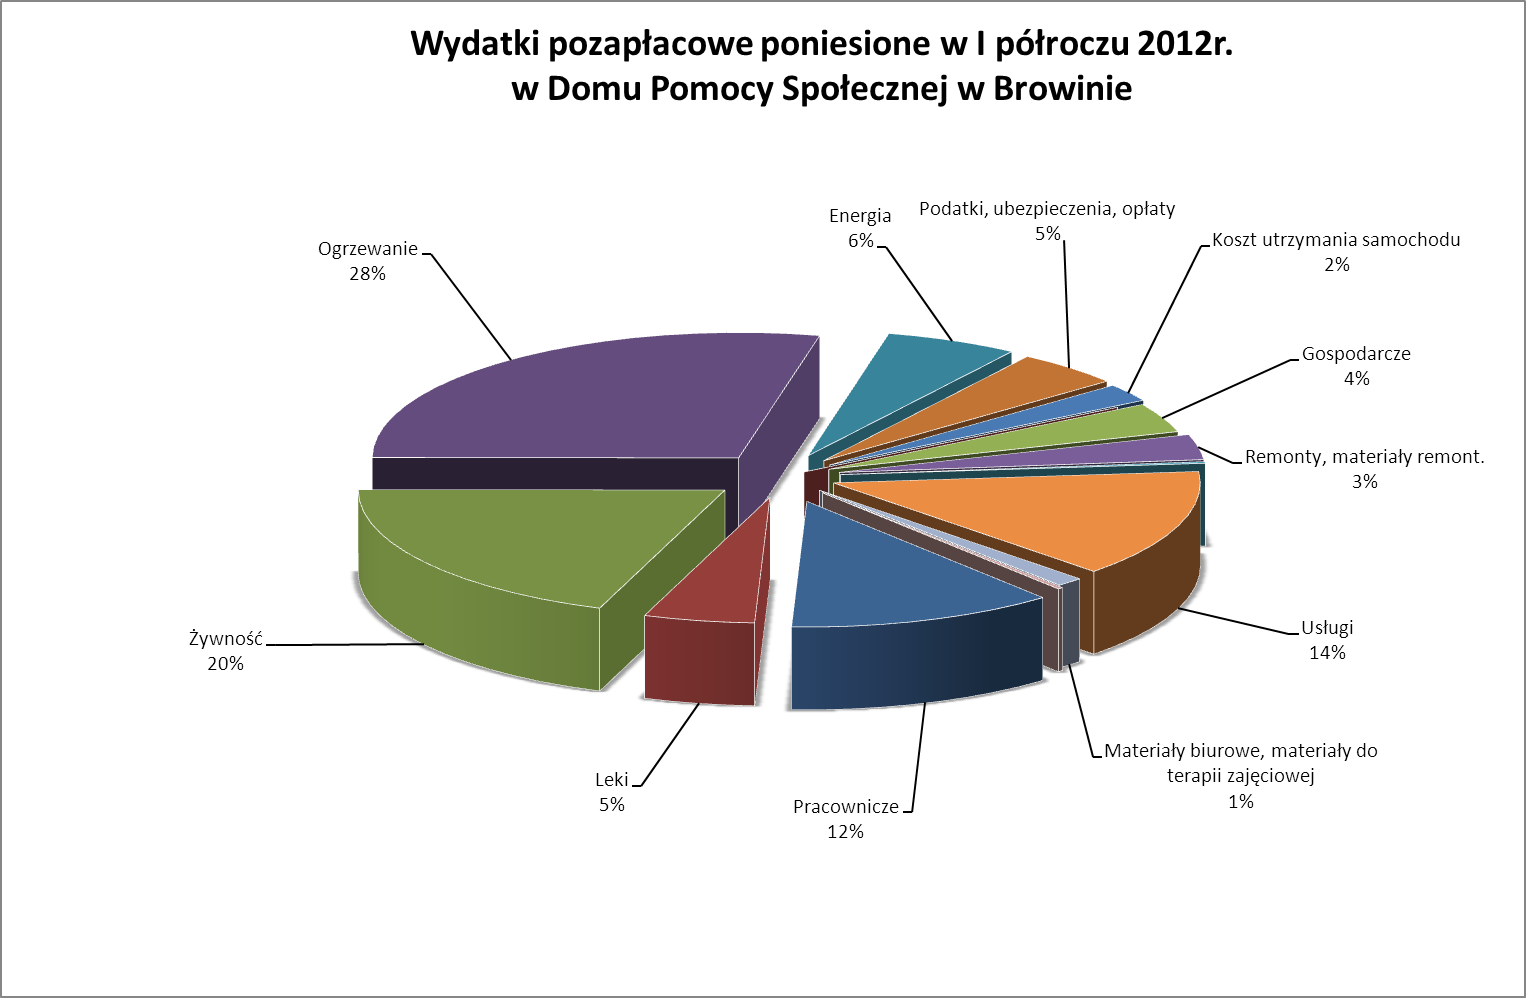 Wydatki pozapłacowe poniesione w I półroczu 2012r.
w Domu Pomocy Społecznej w Browinie
Energia
6%
Podatki, ubezpieczenia, opłaty
5%
Koszt utrzymania samochodu
2%
Ogrzewanie
28%
Gospodarcze
4%
Remonty, materiały remont.
3%
Żywność
20%
Usługi
14%
Materiały biurowe, materiały do
terapii zajęciowej
1%
Leki
5%
Pracownicze
12%